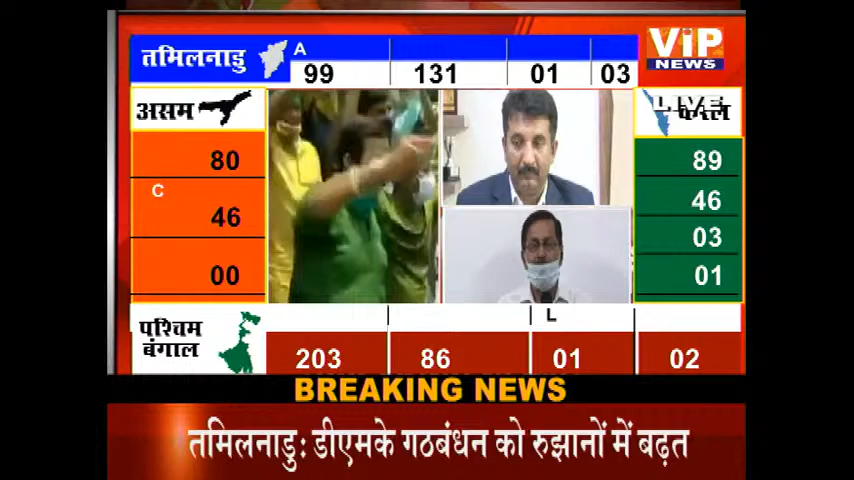 तमिलनाडु
A
99 131 01 03
ViP
NEWS
असम
80
C
46
00
LIVE
89
46
03
01
पश्चिम
बंगाल
L
203 86 01 02
BREAKING NEWS
तमिलनाडु: डीएमके गठबंधन को रुझानों में बढ़त